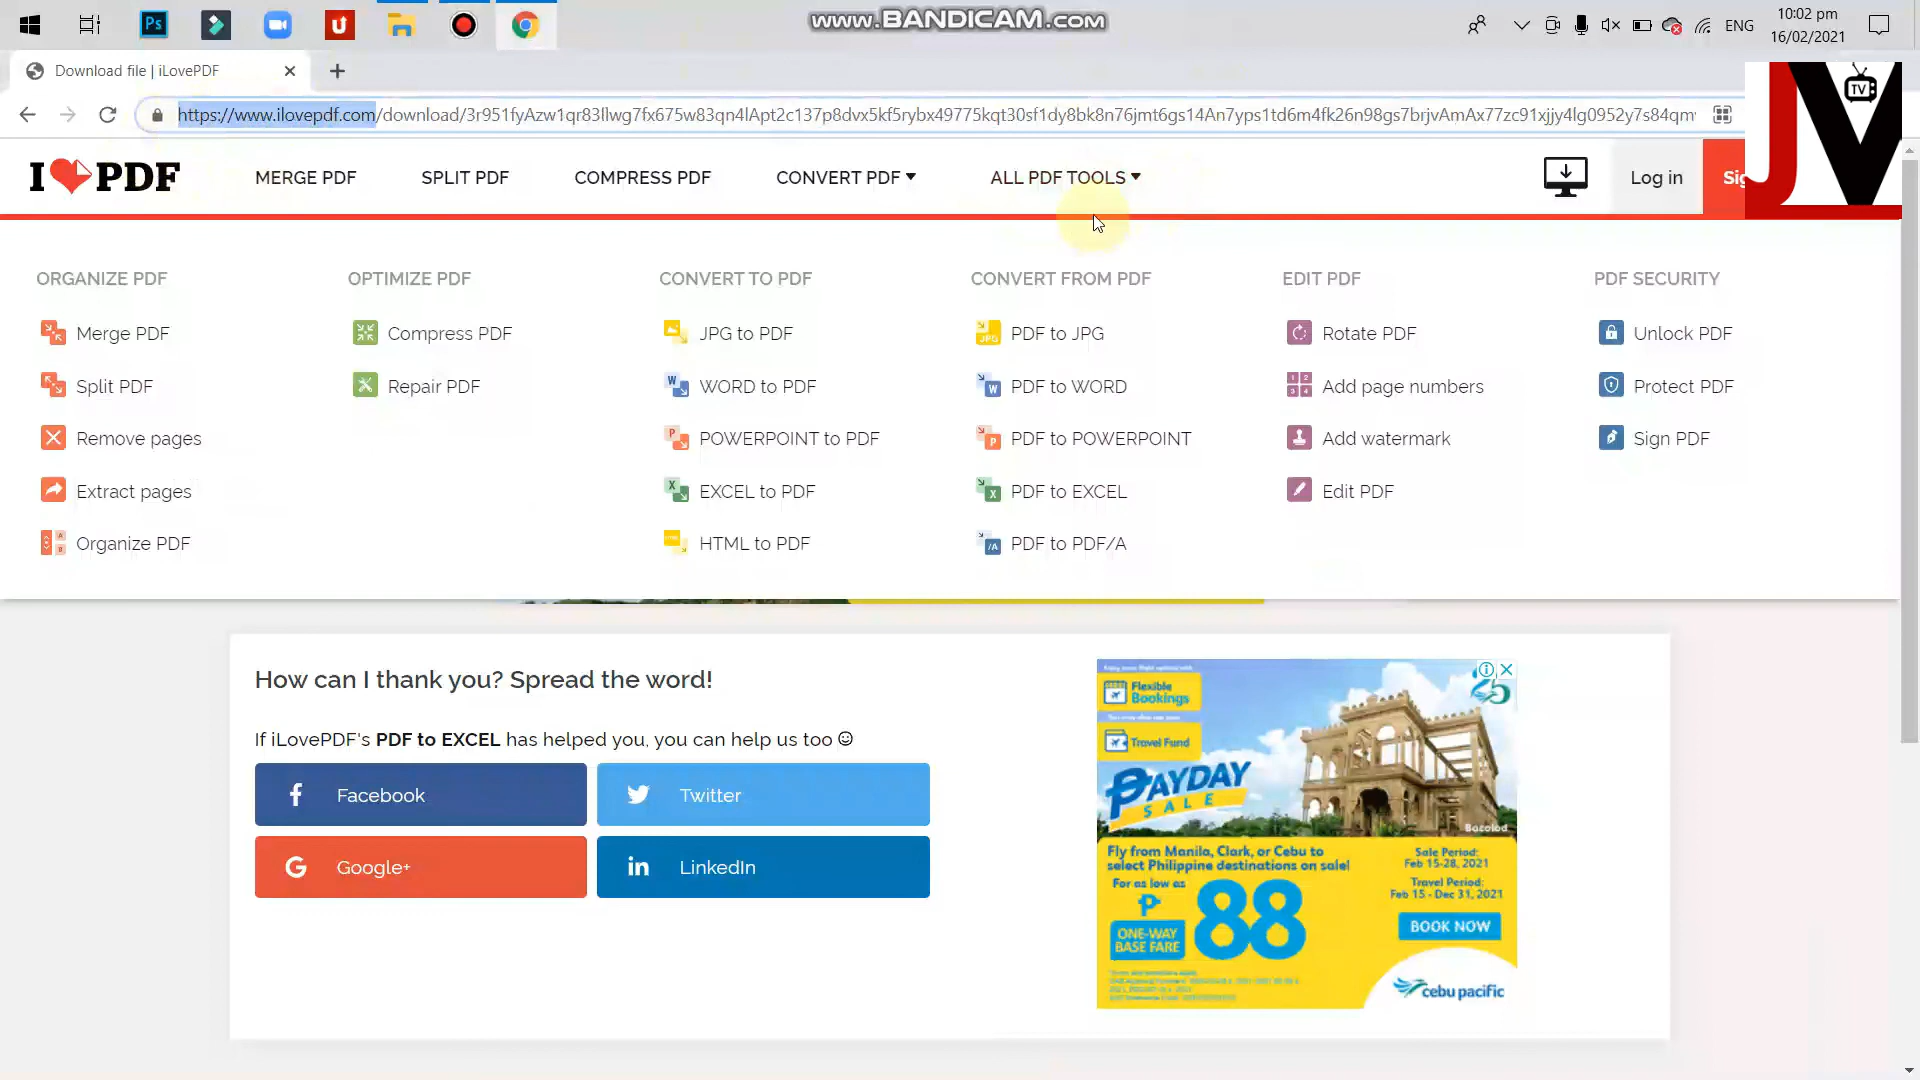 www.BANDICAM.com
Ps
ENG
10:02 pm
16/02/2021
Download file | iLovePDF
TV
JV
I PDF
MERGE PDF
SPLIT PDF
COMPRESS PDF
CONVERT PDF
ALL PDF TOOLS
Log in
ORGANIZE PDF
Merge PDF
Split PDF
Remove pages
Extract pages
Organize PDF
OPTIMIZE PDF
Compress PDF
Repair PDF
CONVERT TO PDF
JPG to PDF
WORD to PDF
POWERPOINT to PDF
EXCEL to PDF
HTML to PDF
CONVERT FROM PDF
PDF to JPG
PDF to WORD
PDF to POWERPOINT
PDF to EXCEL
PDF to PDF/A
EDIT PDF
Rotate PDF
Add page numbers
Add watermark
Edit PDF
PDF SECURITY
Unlock PDF
Protect PDF
Sign PDF
How can I thank you? Spread the word!
If iLovePDF's PDF to EXCEL has helped you, you can help us too
Facebook
Twitter
Google+
LinkedIn
Flexible
Bookings
Travel Fund
25
PAYDAY
SALE
Bacolod
Fly from Manila, Clark, or Cebu to
select Philippine destinations on sale!
For as low as
₱
88
ONE-WAY
BASE FARE
Sale Period:
Feb 15-28, 2021
Travel Period:
Feb 15 - Dec 31, 2021
BOOK NOW
cebu pacific